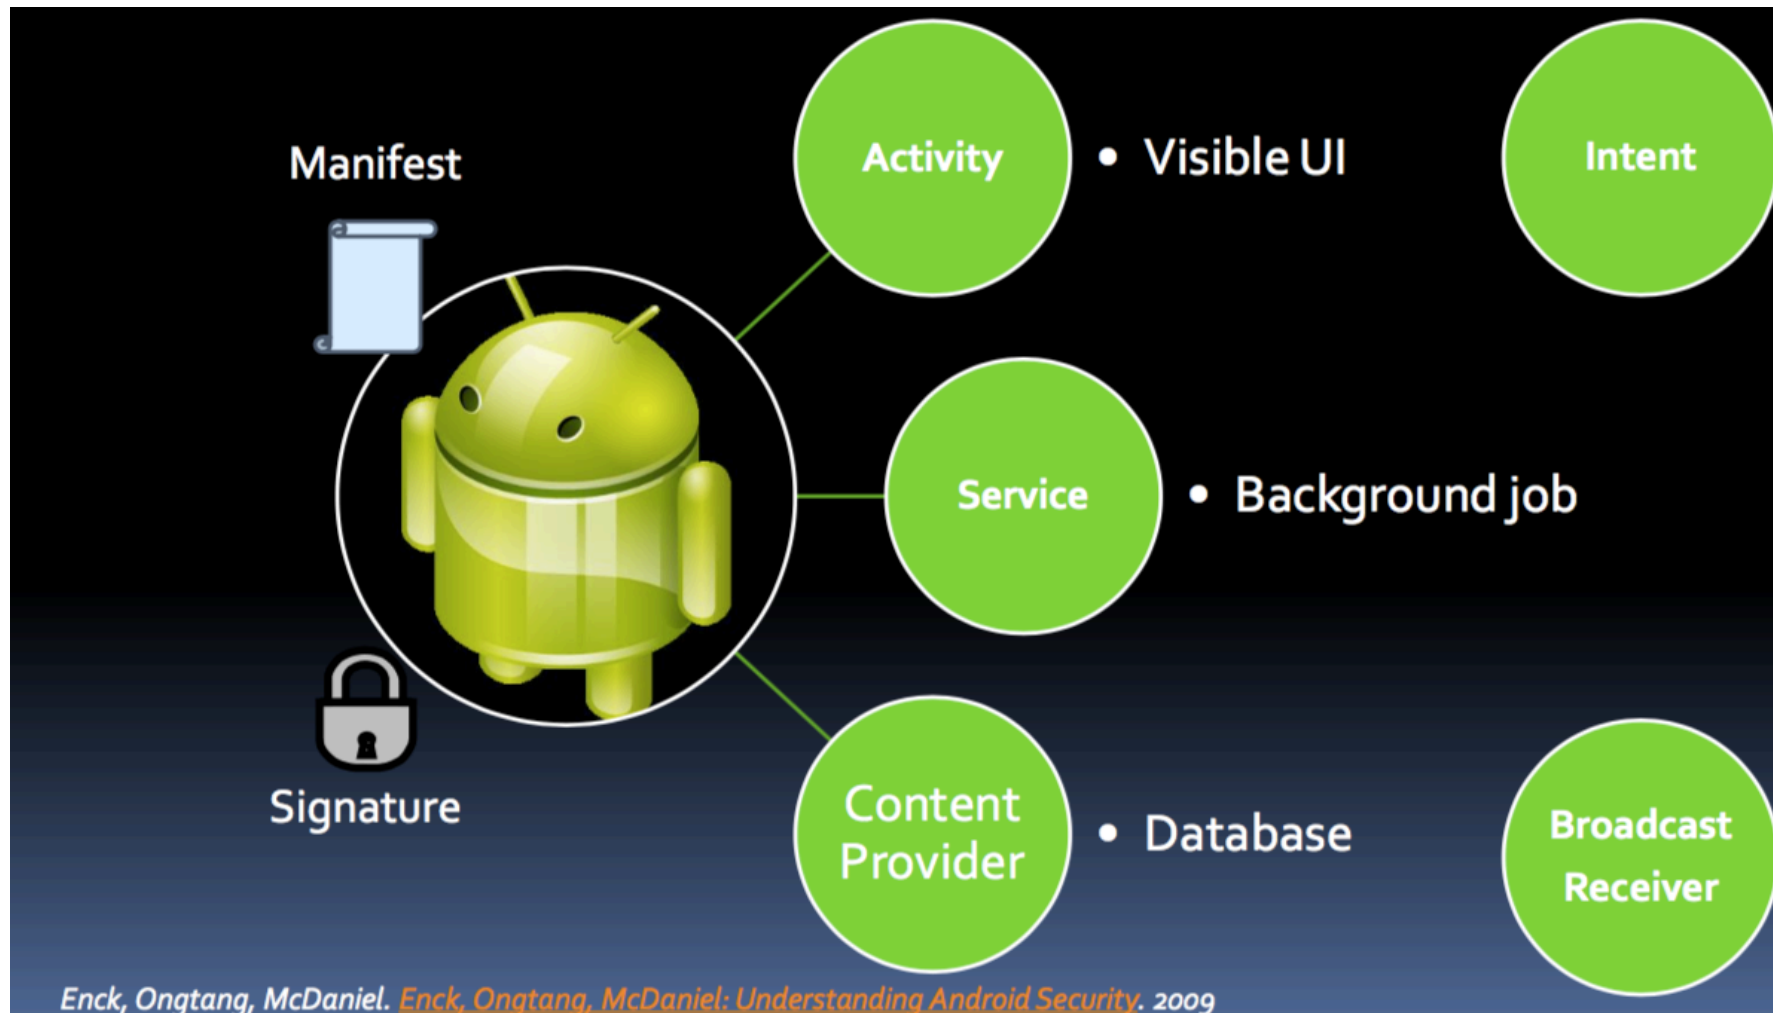 Manifest
Signature
Activity
• Visible UI
Service
• Background job
Content
Provider
• Database
Intent
Broadcast
Receiver
Enck, Ongtang, McDaniel. Enck, Ongtang, McDaniel: Understanding Android Security. 2009